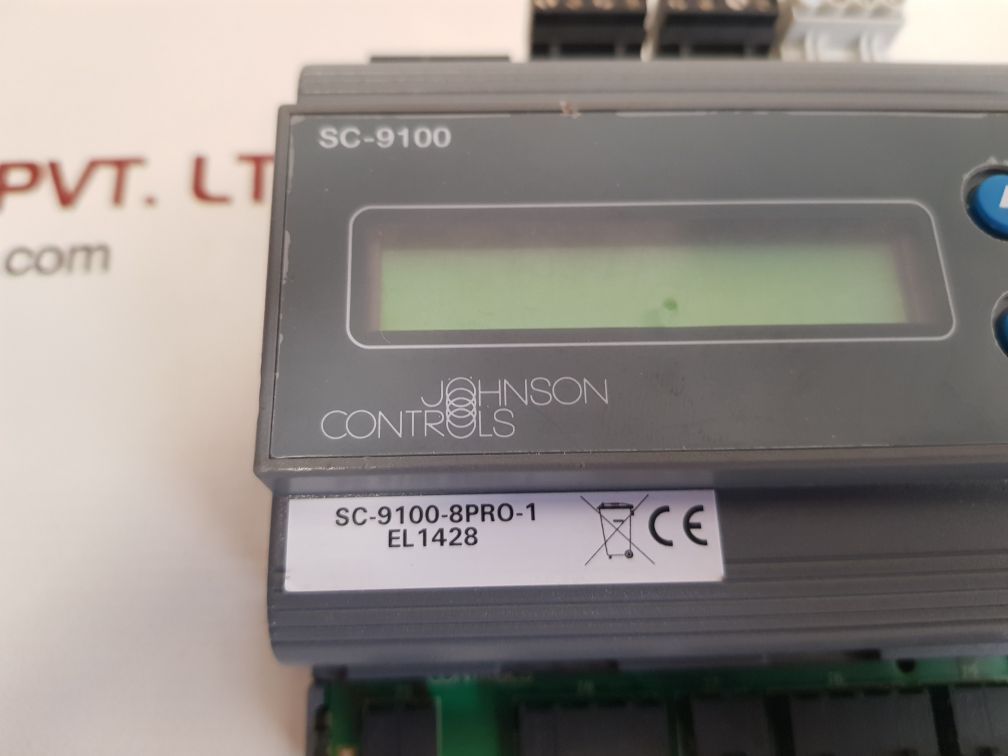 PVT. LT
.com
SC-9100
JOHNSON
CONTROLS
SC-9100-8PRO-1
EL1428
CE